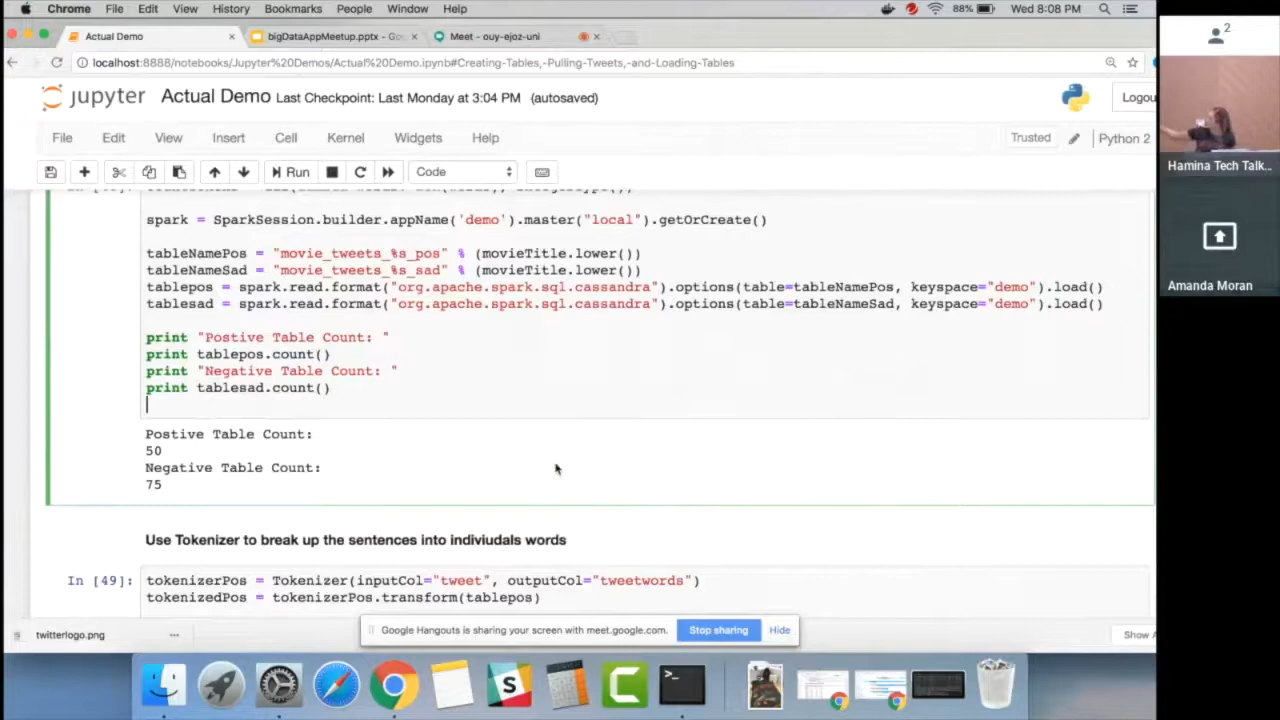 Chrome File Edit View History Bookmarks People Window Help 88% Wed 8:08 PM
Actual Demo bigDataAppMeetup.pptx - Go Meet - ouy-ejoz-uni
localhost:8888/notebooks/Jupyter%20Demos/Actual%20Demo.ipynb#Creating-Tables,-Pulling-Tweets,-and-Loading-Tables
jupyter Actual Demo Last Checkpoint: Last Monday at 3:04 PM (autosaved) Logou
File Edit View Insert Cell Kernel Widgets Help Trusted Python 2
Run Code
spark = SparkSession.builder.appName('demo').master("local").getOrCreate()
tableNamePos = "movie_tweets_%s_pos" % (movieTitle.lower())
tableNameSad = "movie_tweets_%s_sad" % (movieTitle.lower())
tablepos = spark.read.format("org.apache.spark.sql.cassandra").options(table=tableNamePos, keyspace="demo").load()
tablesad = spark.read.format("org.apache.spark.sql.cassandra").options(table=tableNameSad, keyspace="demo").load()
print "Postive Table Count: "
print tablepos.count()
print "Negative Table Count: "
print tablesad.count()
Postive Table Count:
50
Negative Table Count:
75
Use Tokenizer to break up the sentences into indiviudals words
In [49]: tokenizerPos = Tokenizer(inputCol="tweet", outputCol="tweetwords")
tokenizedPos = tokenizerPos.transform(tablepos)
Google Hangouts is sharing your screen with meet.google.com. Stop sharing Hide
twitterlogo.png Show
2
Hamina Tech Talk...
Amanda Moran